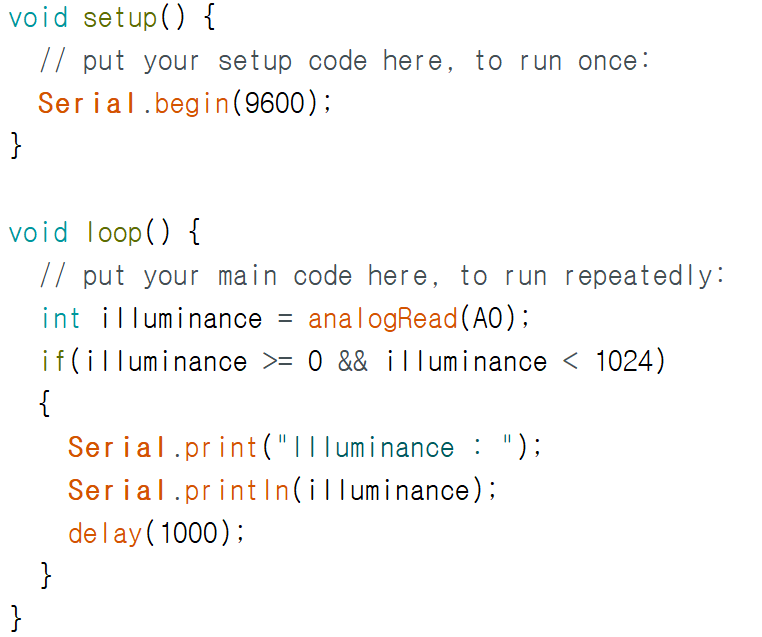 void setup() {
  // put your setup code here, to run once:
  Serial.begin(9600);
}

void loop() {
  // put your main code here, to run repeatedly:
  int illuminance = analogRead(A0);
  if(illuminance >= 0 && illuminance < 1024)
  {
    Serial.print("Illuminance : ");
    Serial.println(illuminance);
    delay(1000);
  }
}